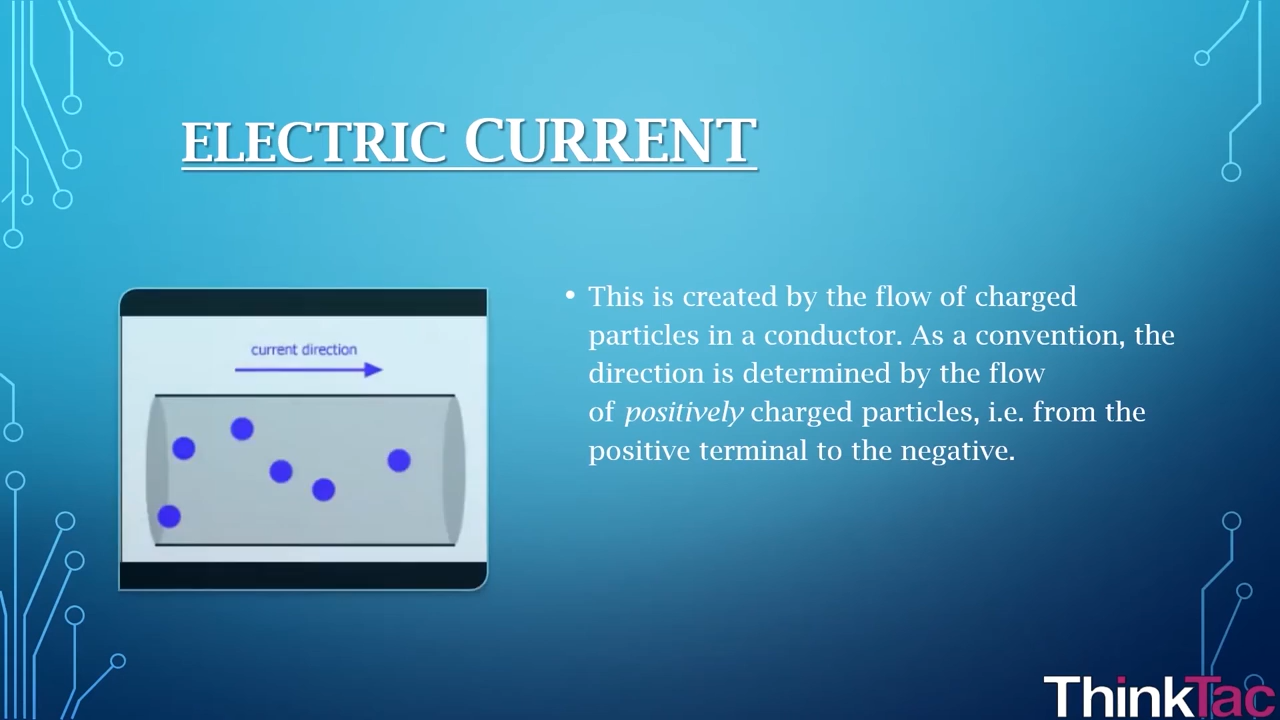 ELECTRIC CURRENT
current direction
• This is created by the flow of charged
particles in a conductor. As a convention, the
direction is determined by the flow
of positively charged particles, i.e. from the
positive terminal to the negative.
ThinkTac